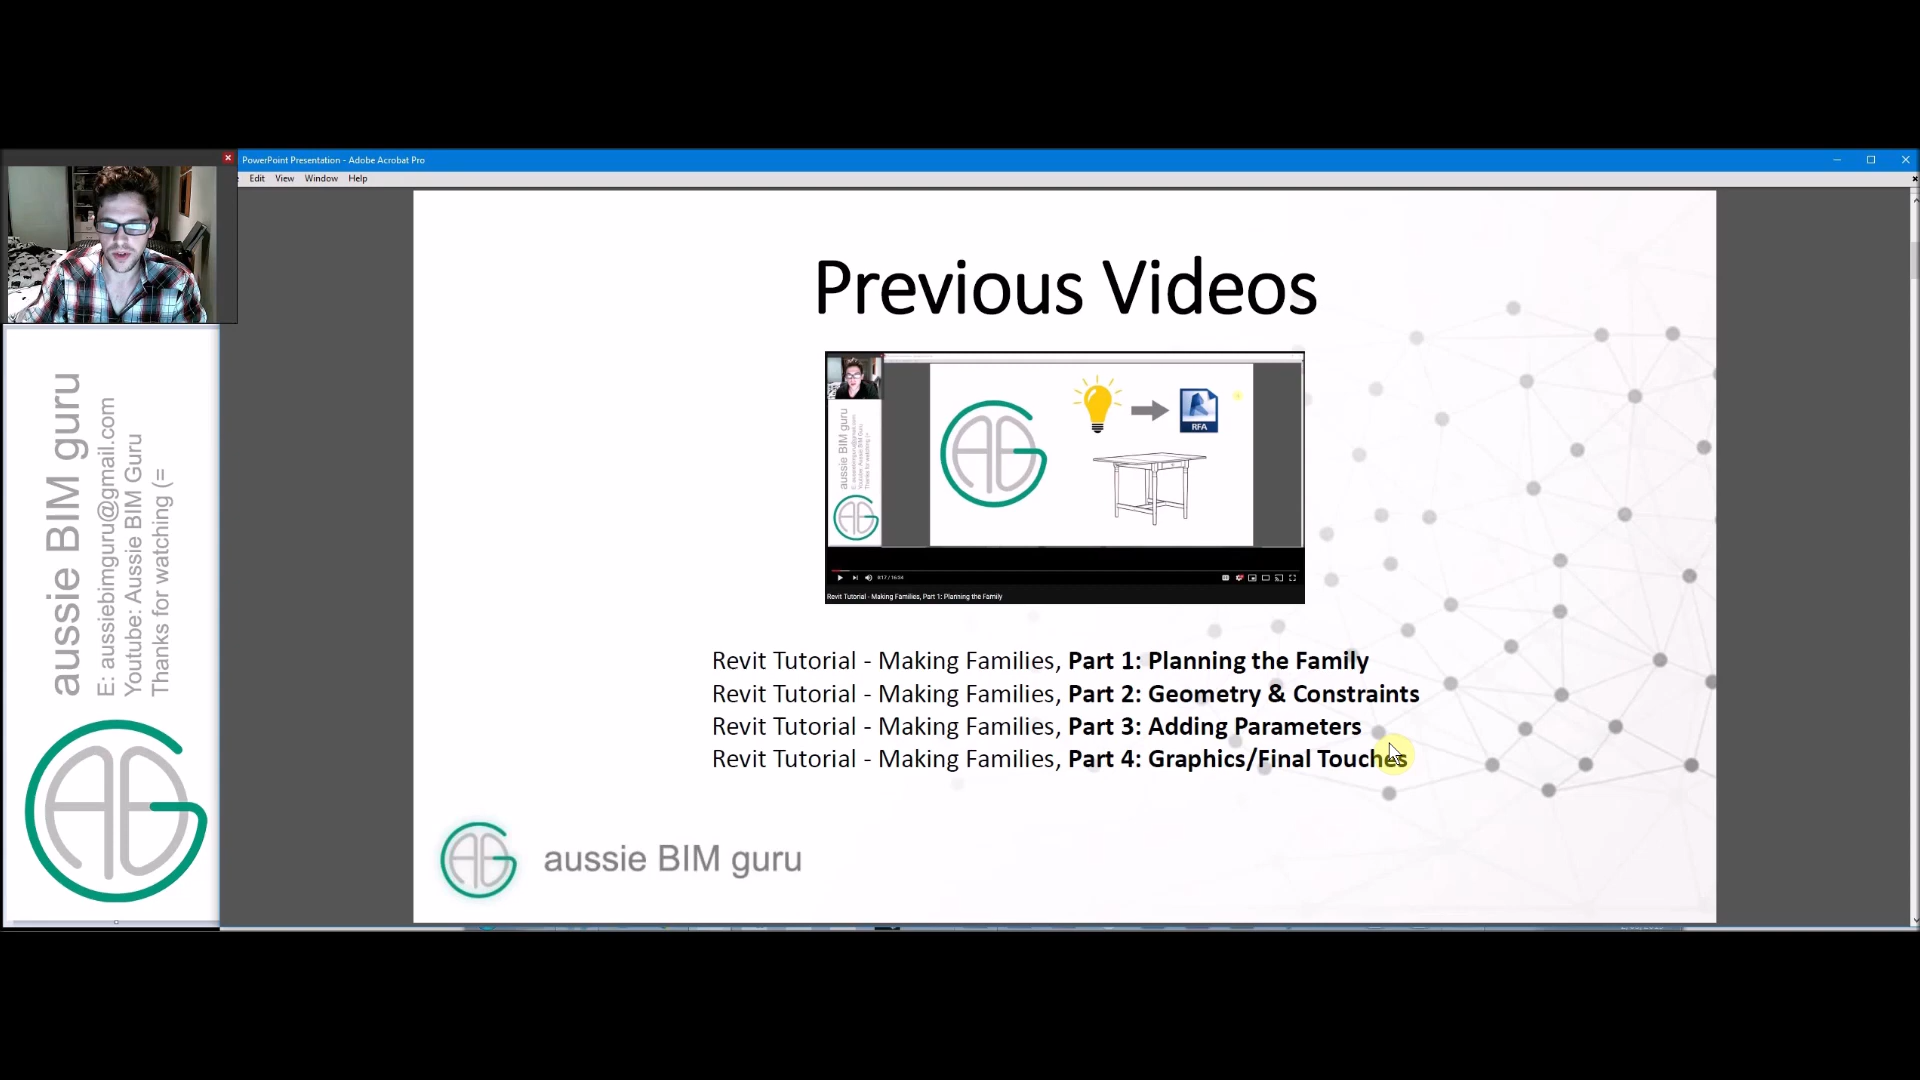 PowerPoint Presentation - Adobe Acrobat Pro
Edit View Window Help
Previous Videos
RFA
aussie BIM guru
Revit Tutorial - Making Families, Part 1: Planning the Family
Revit Tutorial - Making Families, Part 1: Planning the Family
Revit Tutorial - Making Families, Part 2: Geometry & Constraints
Revit Tutorial - Making Families, Part 3: Adding Parameters
Revit Tutorial - Making Families, Part 4: Graphics/Final Touches
aussie BIM guru
aussie BIM guru
E: aussiebimguru@gmail.com
Youtube: Aussie BIM Guru
Thanks for watching (=